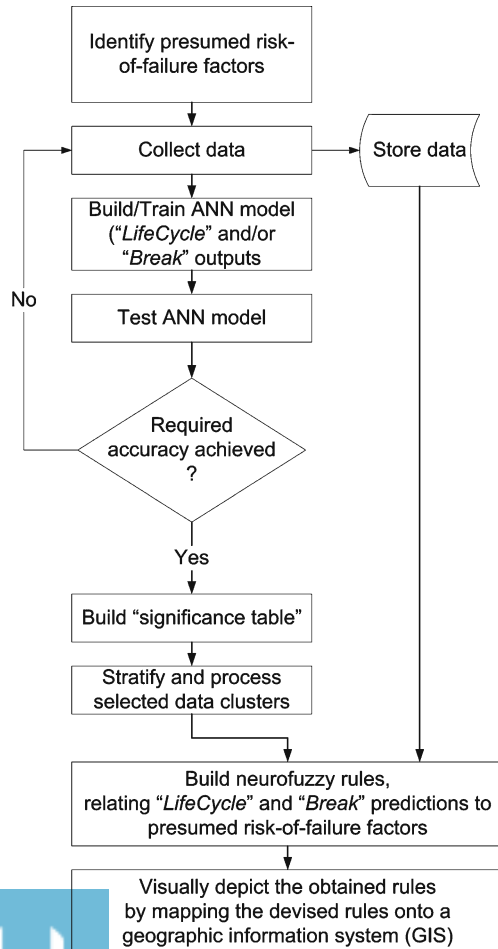 Identify presumed risk-
of-failure factors
Collect data
Store data
Build/Train ANN model
(“LifeCycle” and/or
“Break” outputs
No
Test ANN model
Required
accuracy achieved
?
Yes
Build “significance table”
Stratify and process
selected data clusters
Build neurofuzzy rules,
relating “LifeCycle” and “Break” predictions to
presumed risk-of-failure factors
Visually depict the obtained rules
by mapping the devised rules onto a
geographic information system (GIS)